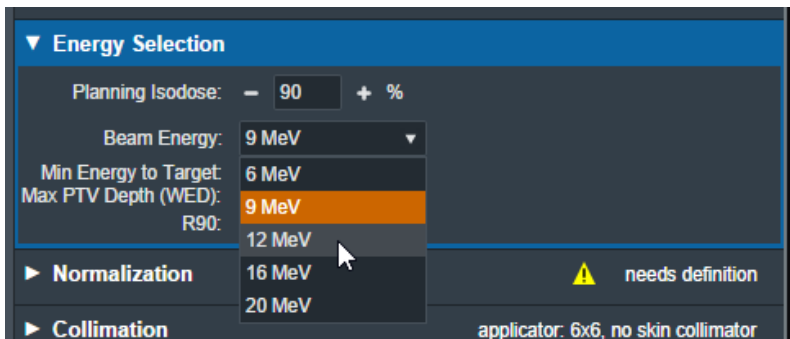 ▼ Energy Selection
Planning Isodose: − 90 + %
Beam Energy: 9 MeV ▼
Min Energy to Target: 6 MeV
Max PTV Depth (WED): 9 MeV
R90:
12 MeV
► Normalization 16 MeV needs definition
20 MeV
► Collimation applicator: 6x6, no skin collimator